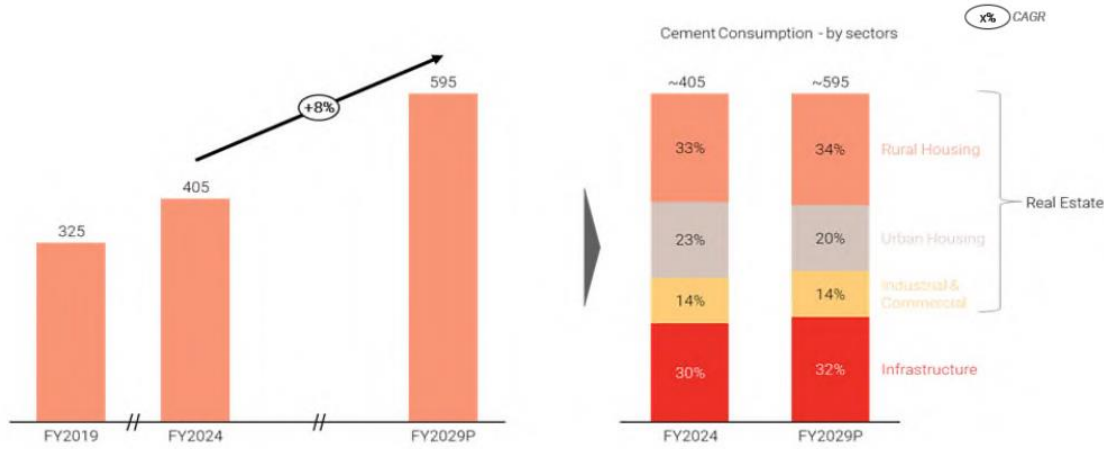 x% CAGR
Cement Consumption - by sectors
+8%
325
405
595
FY2019
FY2024
FY2029P
~405
~595
33%
34%
Rural Housing
23%
20%
Urban Housing
14%
14%
Industrial &
Commercial
30%
32%
Infrastructure
Real Estate
FY2024
FY2029P